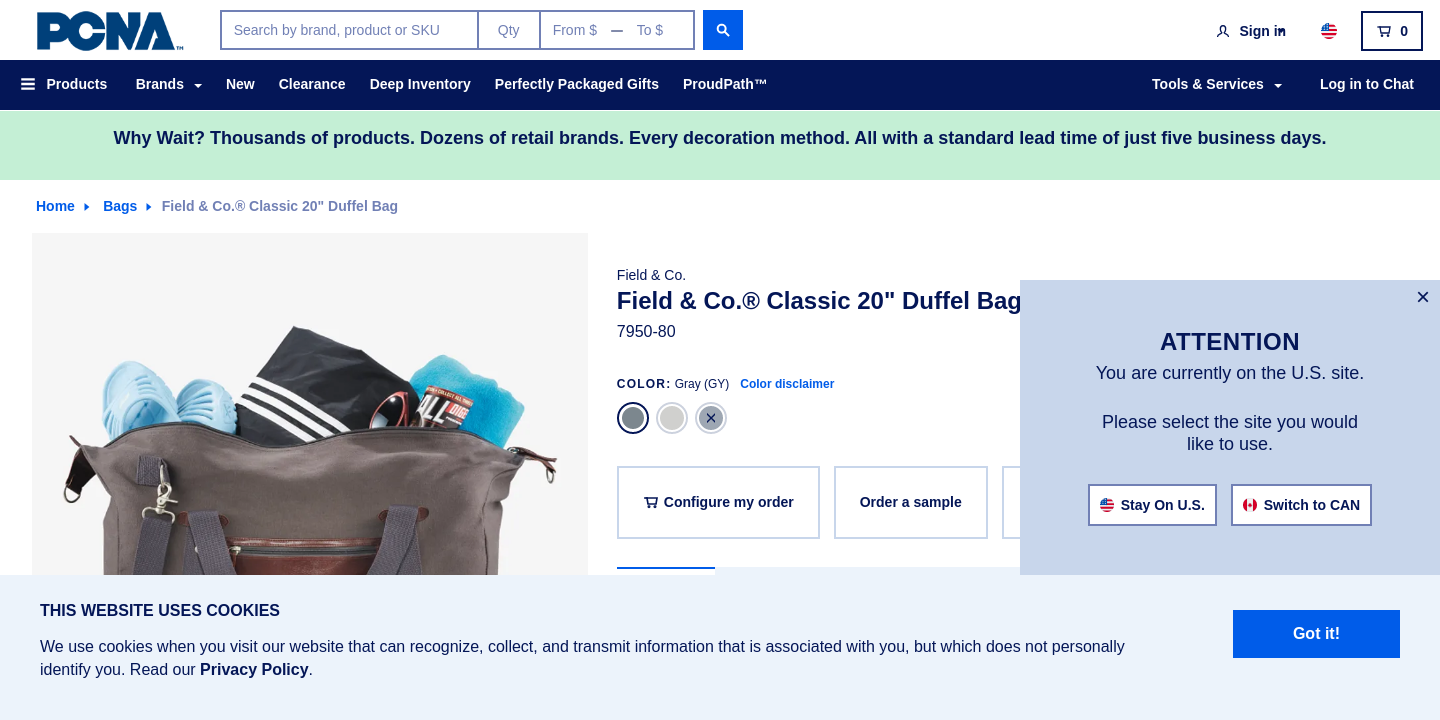 PCNA™
Search by brand, product or SKU Qty From $ — To $
Sign in 0
Products Brands New Clearance Deep Inventory Perfectly Packaged Gifts ProudPath™ Tools & Services Log in to Chat
Why Wait? Thousands of products. Dozens of retail brands. Every decoration method. All with a standard lead time of just five business days.
Home Bags Field & Co.® Classic 20" Duffel Bag
Field & Co.
Field & Co.® Classic 20" Duffel Bag
7950-80
COLOR: Gray (GY) Color disclaimer
Configure my order Order a sample
ATTENTION
You are currently on the U.S. site.
Please select the site you would
like to use.
Stay On U.S. Switch to CAN
THIS WEBSITE USES COOKIES
We use cookies when you visit our website that can recognize, collect, and transmit information that is associated with you, but which does not personally
identify you. Read our Privacy Policy.
Got it!